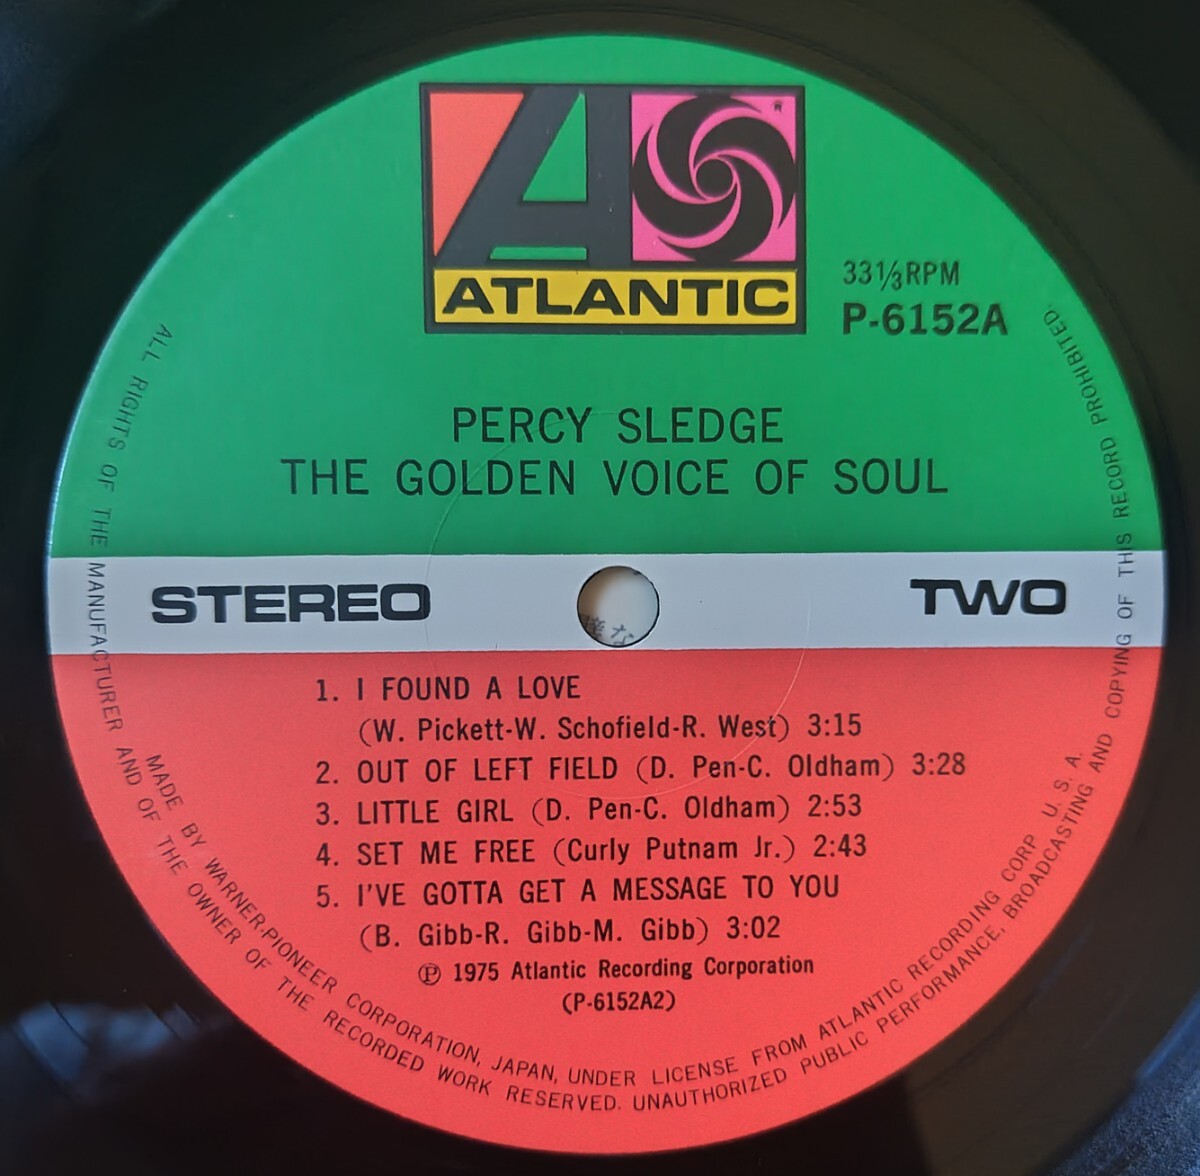 ATLANTIC
33 1/3 RPM
P-6152A
PERCY SLEDGE
THE GOLDEN VOICE OF SOUL
STEREO
TWO
1. I FOUND A LOVE
(W. Pickett-W. Schofield-R. West) 3:15
2. OUT OF LEFT FIELD (D. Pen-C. Oldham) 3:28
3. LITTLE GIRL (D. Pen-C. Oldham) 2:53
4. SET ME FREE (Curly Putnam Jr.) 2:43
5. I'VE GOTTA GET A MESSAGE TO YOU
(B. Gibb-R. Gibb-M. Gibb) 3:02
Ⓟ 1975 Atlantic Recording Corporation
(P-6152A2)
MADE BY WARNER-PIONEER CORPORATION, JAPAN, UNDER LICENSE FROM ATLANTIC RECORDING CORP. U. S. A.
ALL RIGHTS OF THE MANUFACTURER AND OF THE OWNER OF THE RECORDED WORK RESERVED. UNAUTHORIZED PUBLIC PERFORMANCE, BROADCASTING AND COPYING OF THIS RECORD PROHIBITED.